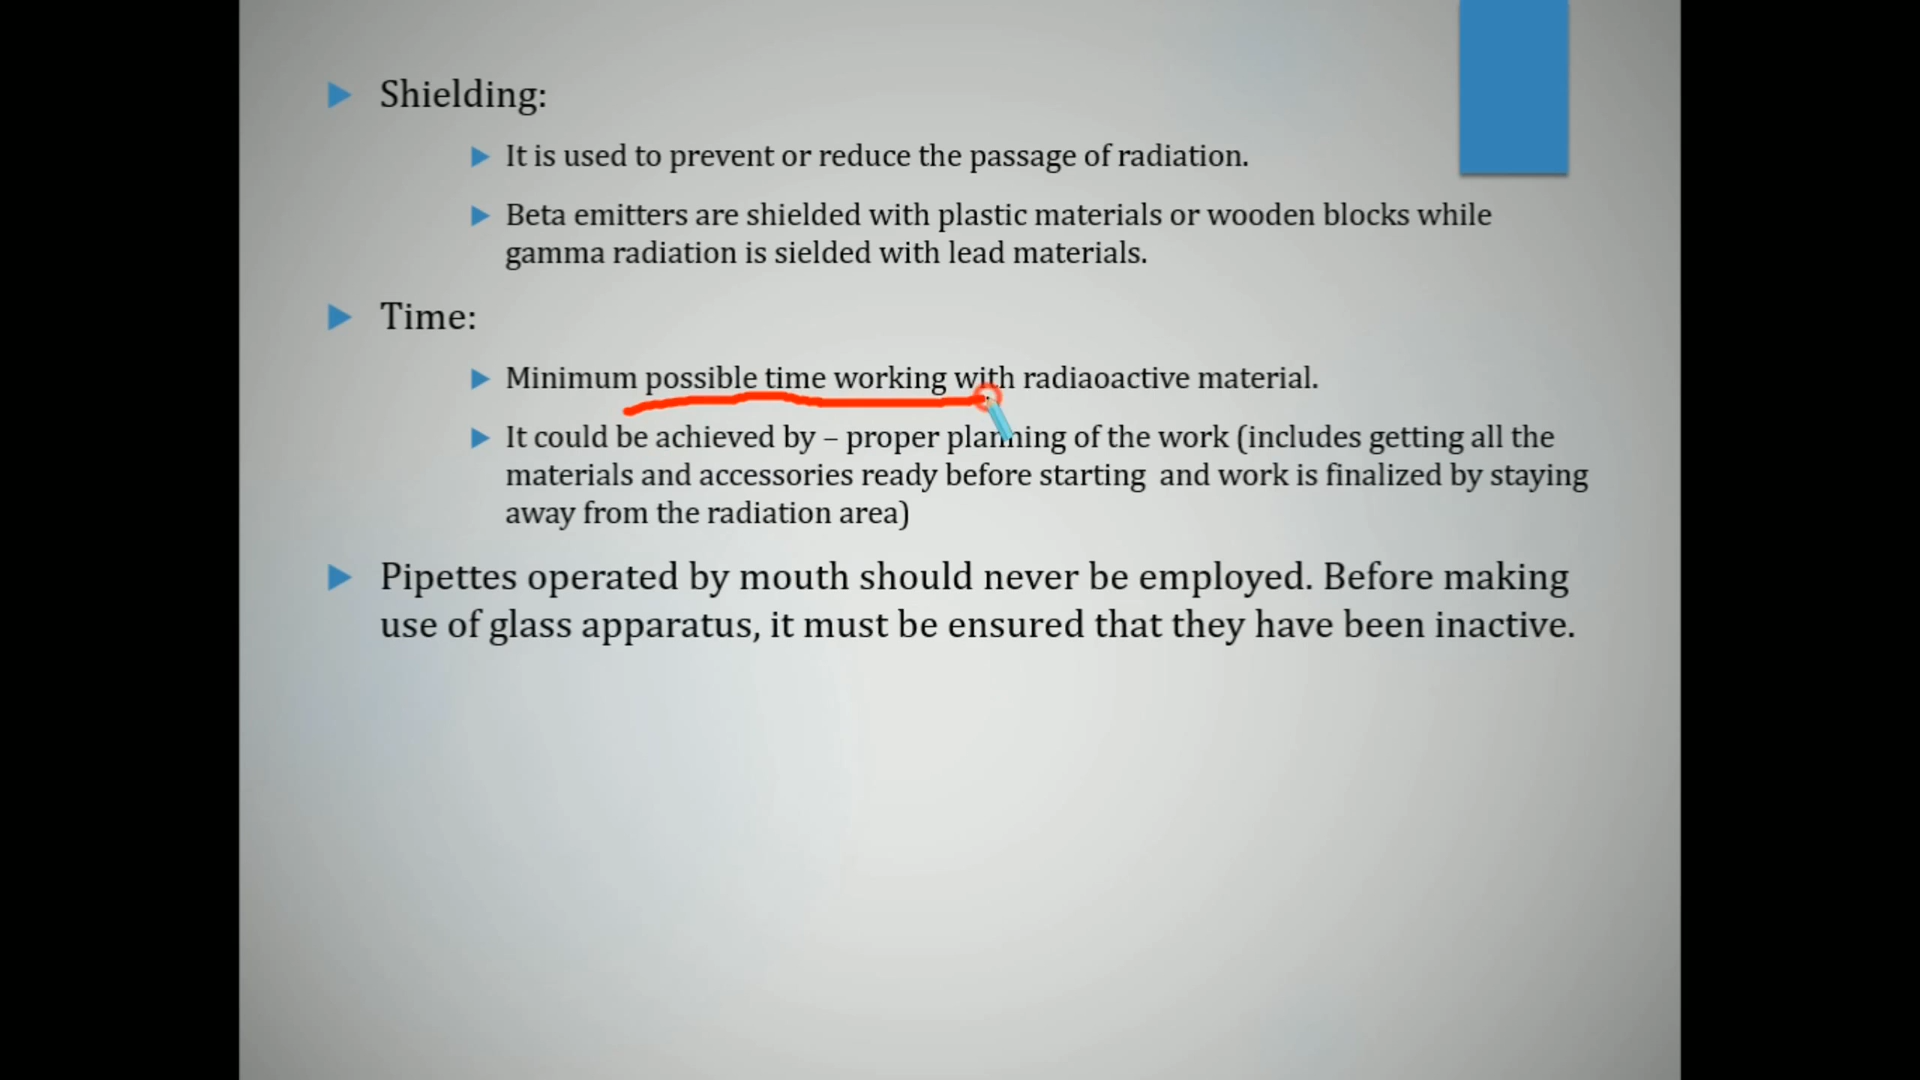 Shielding:
It is used to prevent or reduce the passage of radiation.
Beta emitters are shielded with plastic materials or wooden blocks while
gamma radiation is sielded with lead materials.
Time:
Minimum possible time working with radiaoactive material.
It could be achieved by – proper planning of the work (includes getting all the
materials and accessories ready before starting and work is finalized by staying
away from the radiation area)
Pipettes operated by mouth should never be employed. Before making
use of glass apparatus, it must be ensured that they have been inactive.